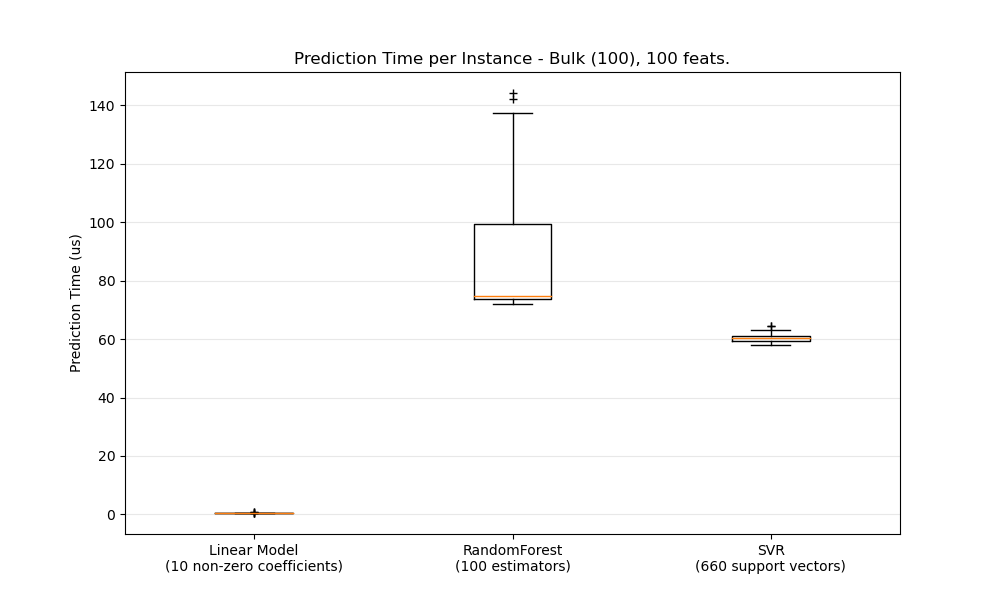 Prediction Time per Instance - Bulk (100), 100 feats.
Prediction Time (us)
140
120
100
80
60
40
20
0
Linear Model
(10 non-zero coefficients)
RandomForest
(100 estimators)
SVR
(660 support vectors)